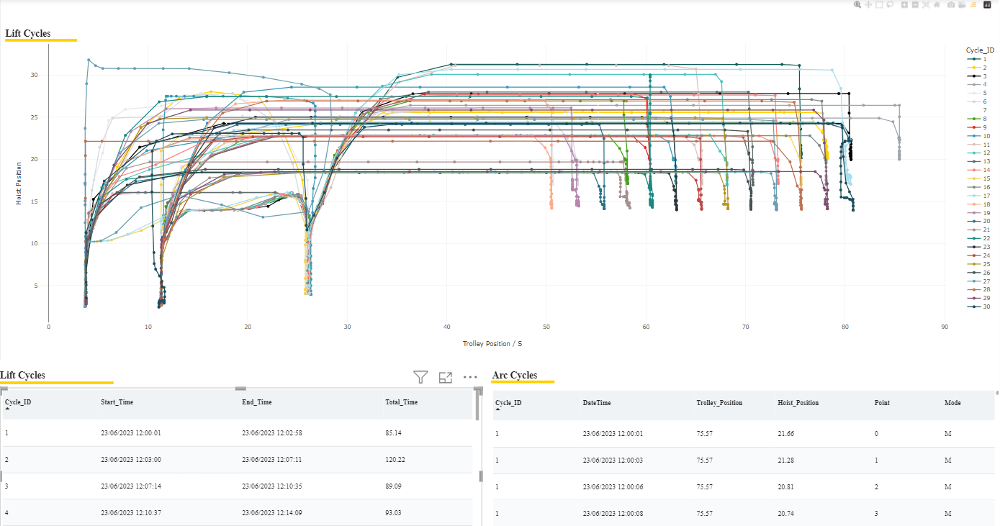 Lift Cycles
Cycle_ID
1
2
3
4
5
6
7
8
9
10
11
12
13
14
15
16
17
18
19
20
21
22
23
24
25
26
27
28
29
30
Hoist Position
30
25
20
15
10
5
0 10 20 30 40 50 60 70 80 90
Trolley Position / S
Lift Cycles
Cycle_ID Start_Time End_Time Total_Time
1 23/06/2023 12:00:01 23/06/2023 12:02:58 85.14
2 23/06/2023 12:03:00 23/06/2023 12:07:11 120.22
3 23/06/2023 12:07:14 23/06/2023 12:10:35 89.09
4 23/06/2023 12:10:37 23/06/2023 12:14:09 93.03
Arc Cycles
Cycle_ID DateTime Trolley_Position Hoist_Position Point Mode
1 23/06/2023 12:00:01 75.57 21.66 0 M
1 23/06/2023 12:00:03 75.57 21.28 1 M
1 23/06/2023 12:00:06 75.57 20.81 2 M
1 23/06/2023 12:00:08 75.57 20.74 3 M